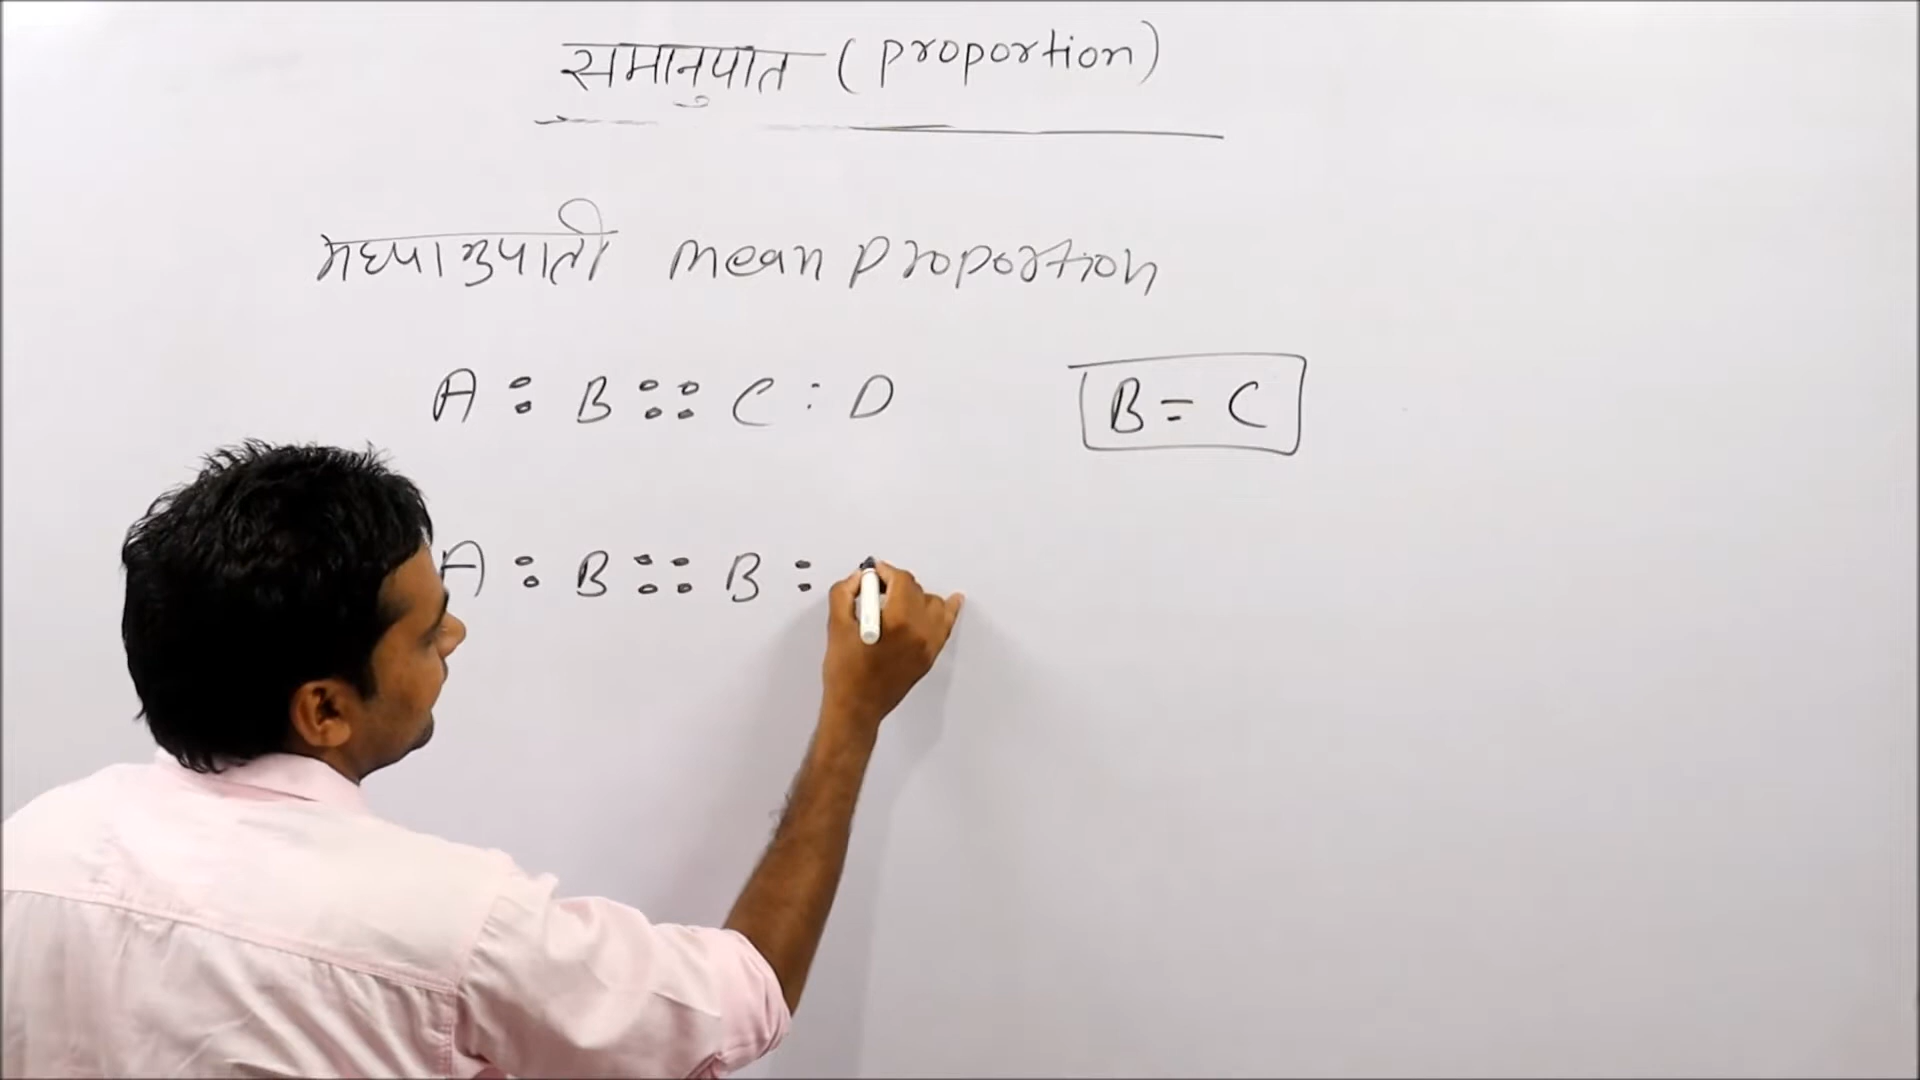 समानुपात (proportion)
मध्यानुपाती mean proportion
A : B :: C : D
B = C
A : B :: B :